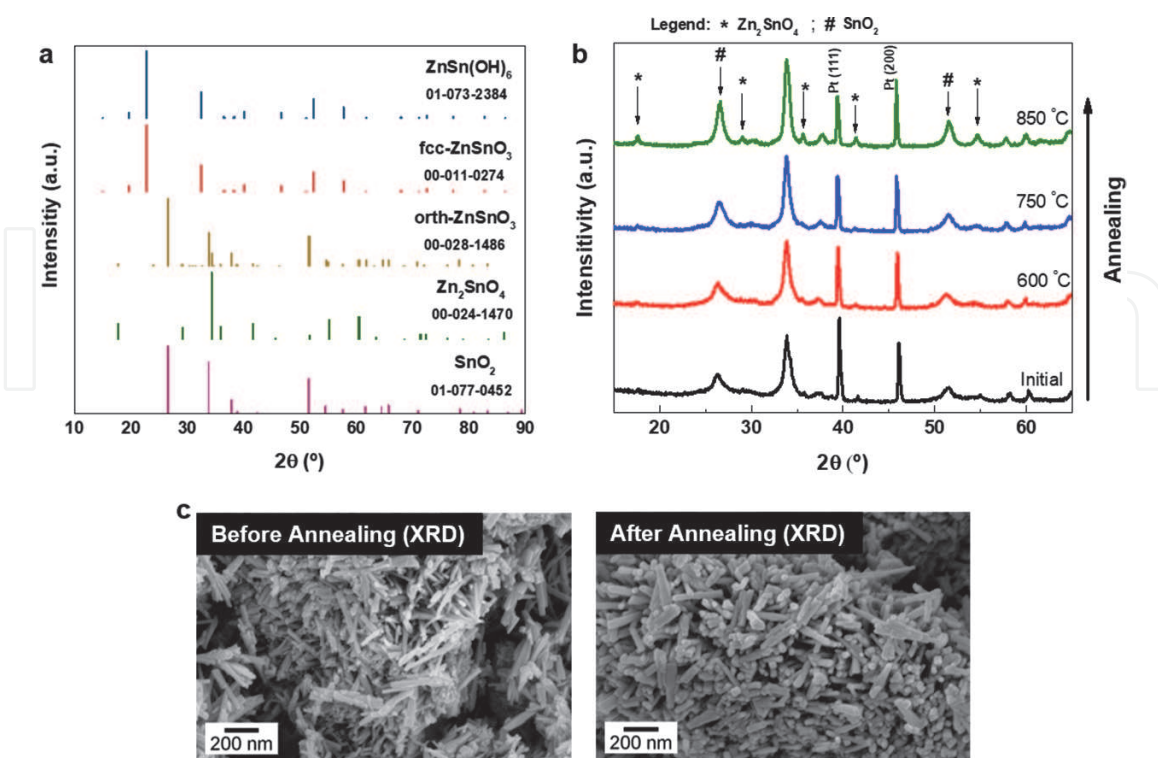 a
Intensitiy (a.u.)
ZnSn(OH)₆
01-073-2384
fcc-ZnSnO₃
00-011-0274
orth-ZnSnO₃
00-028-1486
Zn₂SnO₄
00-024-1470
SnO₂
01-077-0452
10 20 30 40 50 60 70 80 90
2θ (º)
b
Legend: * Zn₂SnO₄ ; # SnO₂
Intensitivity (a.u.)
* # * * Pt (111) * Pt (200) # *
850 °C
750 °C
600 °C
Initial
Annealing
20 30 40 50 60
2θ (º)
c
Before Annealing (XRD)
200 nm
After Annealing (XRD)
200 nm